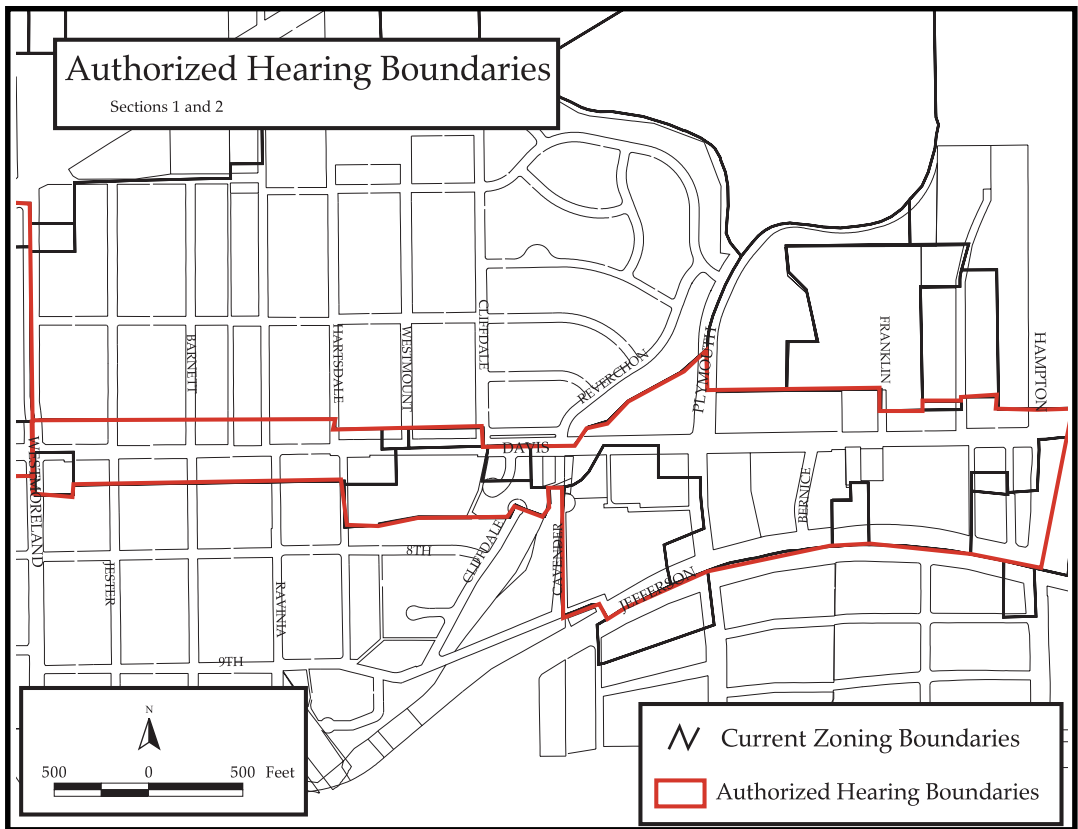 Authorized Hearing Boundaries
Sections 1 and 2
BARNETT
HARTSDALE
WESTMOUNT
CLIFFDALE
REVERCHON
PLYMOUTH
FRANKLIN
HAMPTON
WESTMORELAND
DAVIS
BERNICE
CLIFFDALE
CAVENDER
8TH
JEFFERSON
JESTER
RAVINIA
9TH
N
500 0 500 Feet
Current Zoning Boundaries
Authorized Hearing Boundaries